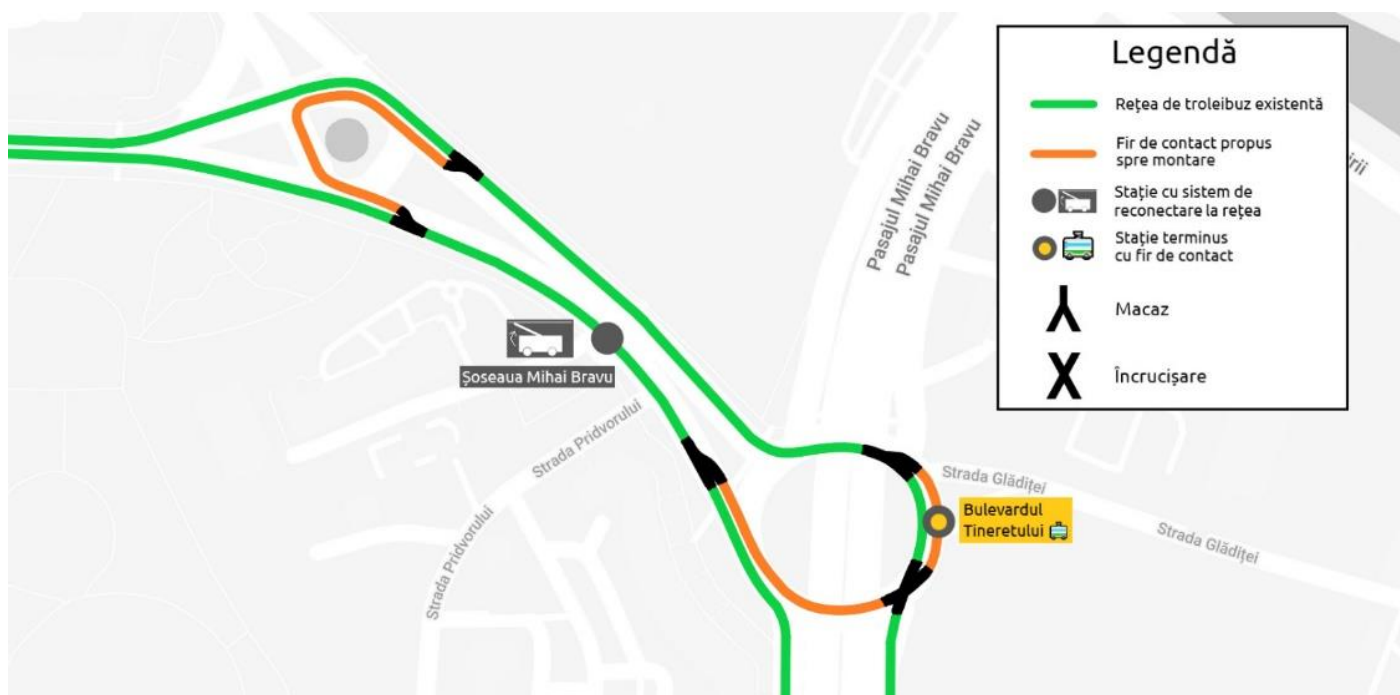 Legendă
Rețea de troleibuz existentă
Fir de contact propus
spre montare
Stație cu sistem de
reconectare la rețea
Stație terminus
cu fir de contact
Macaz
Încrucișare
Pasajul Mihai Bravu
Pasajul Mihai Bravu
Șoseaua Mihai Bravu
Strada Pridvorului
Strada Pridvorului
Strada Glădiței
Bulevardul
Tineretului
Strada Glădiței